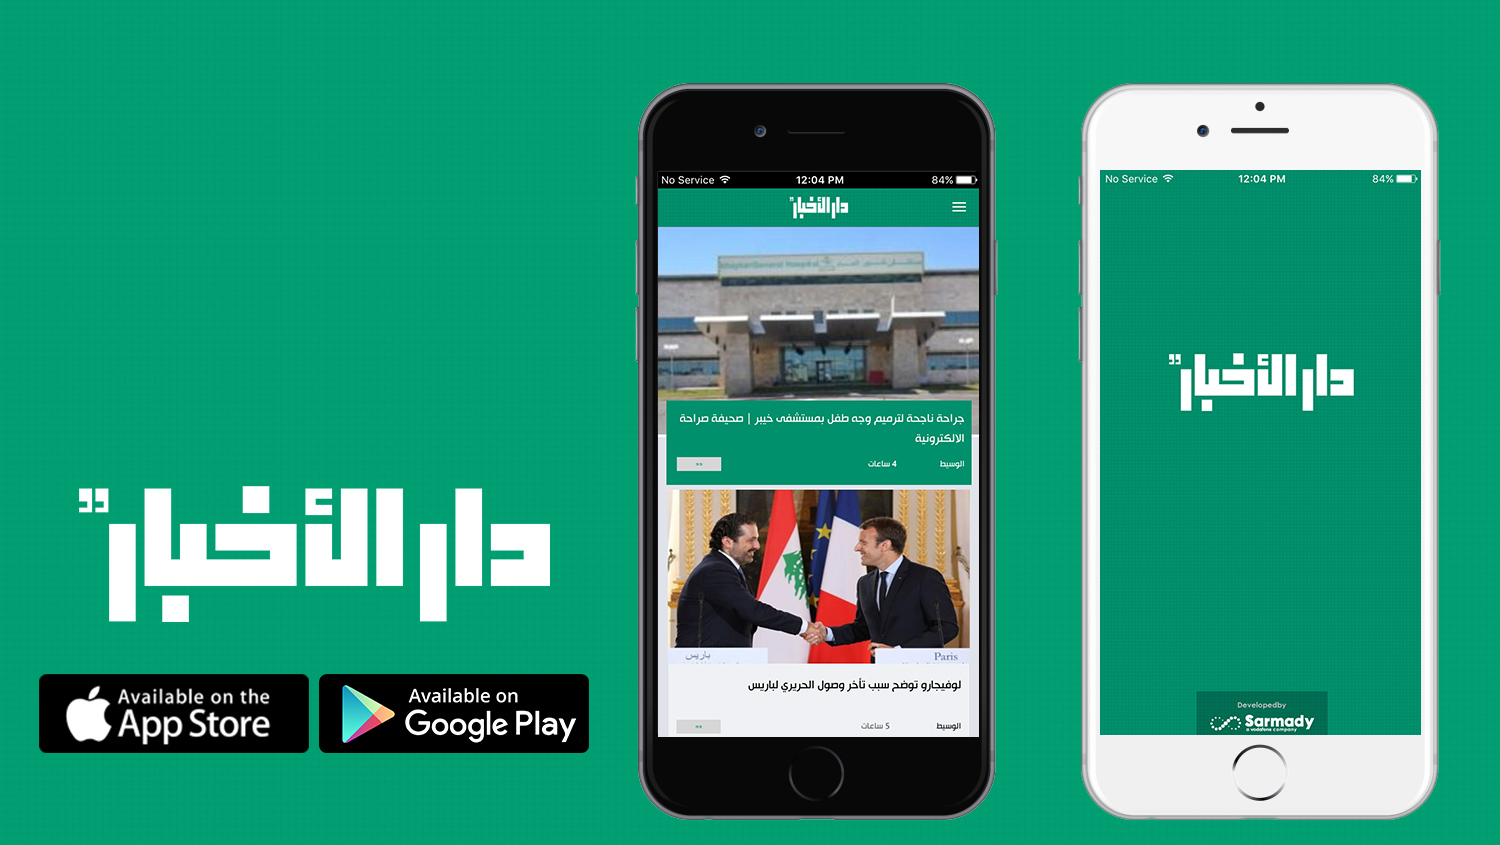 دار الأخبار
Available on the
App Store
Available on
Google Play
No Service
12:04 PM
84%
دار الأخبار
جراحة ناجحة لترميم وجه طفل بمستشفى خيبر | صحيفة صراحة
الالكترونية
الوسيط
4 ساعات
باريس
Paris
لوفيجارو توضح سبب تأخر وصول الحريري لباريس
الوسيط
5 ساعات
No Service
12:04 PM
84%
دار الأخبار
Developedby
Sarmady
a vodafone company